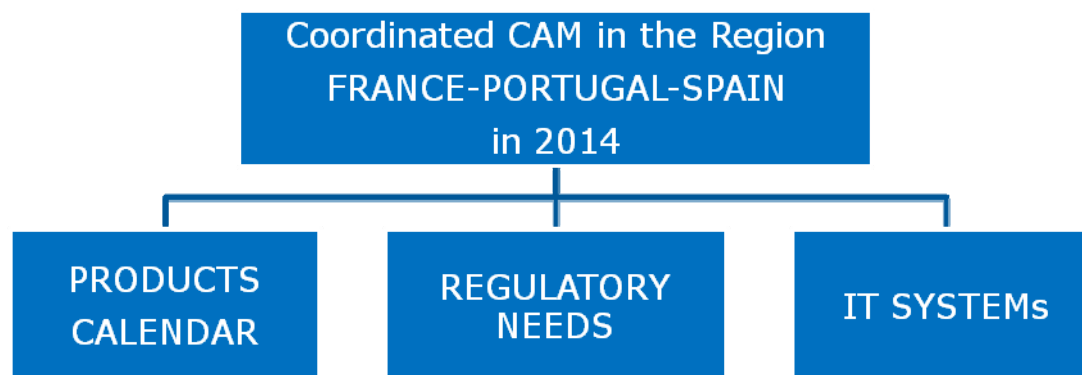 Coordinated CAM in the Region
FRANCE-PORTUGAL-SPAIN
in 2014
PRODUCTS
CALENDAR
REGULATORY
NEEDS
IT SYSTEMs